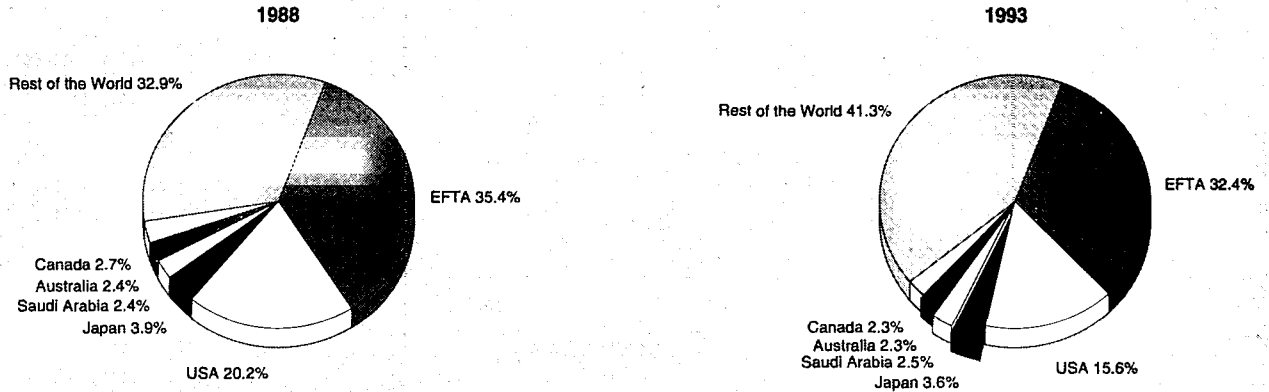 1988
Rest of the World 32.9%
EFTA 35.4%
Canada 2.7%
Australia 2.4%
Saudi Arabia 2.4%
Japan 3.9%
USA 20.2%
1993
Rest of the World 41.3%
EFTA 32.4%
Canada 2.3%
Australia 2.3%
Saudi Arabia 2.5%
Japan 3.6%
USA 15.6%